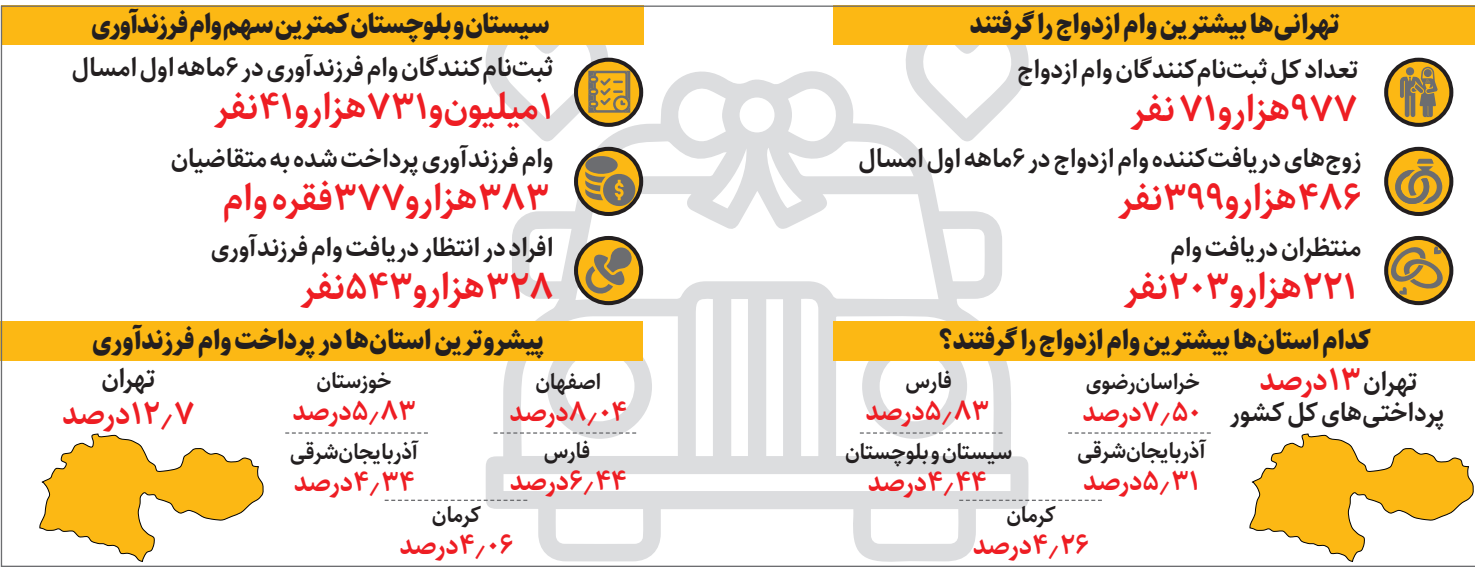 تهرانی‌ها بیشترین وام ازدواج را گرفتند
تعداد کل ثبت‌نام‌کنندگان وام ازدواج
۹۷۷هزارو۷۱ نفر
زوج‌های دریافت‌کننده وام ازدواج در ۶ماهه اول امسال
۴۸۶هزارو۳۹۹نفر
منتظران دریافت وام
۲۲۱هزارو۲۰۳نفر
کدام استان‌ها بیشترین وام ازدواج را گرفتند؟
تهران ۱۳درصد
پرداختی‌های کل کشور
خراسان‌رضوی
۷٫۵۰درصد
فارس
۵٫۸۳درصد
آذربایجان‌شرقی
۵٫۳۱درصد
سیستان و بلوچستان
۴٫۴۴درصد
کرمان
۴٫۲۶درصد
سیستان و بلوچستان کمترین سهم وام فرزندآوری
ثبت‌نام‌کنندگان وام فرزندآوری در ۶ماهه اول امسال
۱میلیون‌و۷۳۱هزارو۴۱نفر
وام فرزندآوری پرداخت شده به متقاضیان
۳۸۳هزارو۳۷۷فقره وام
افراد در انتظار دریافت وام فرزندآوری
۳۲۸هزارو۵۴۳نفر
پیشروترین استان‌ها در پرداخت وام فرزندآوری
اصفهان
۸٫۰۴درصد
خوزستان
۵٫۸۳درصد
تهران
۱۲٫۷درصد
فارس
۶٫۴۴درصد
آذربایجان‌شرقی
۴٫۳۴درصد
کرمان
۴٫۰۶درصد